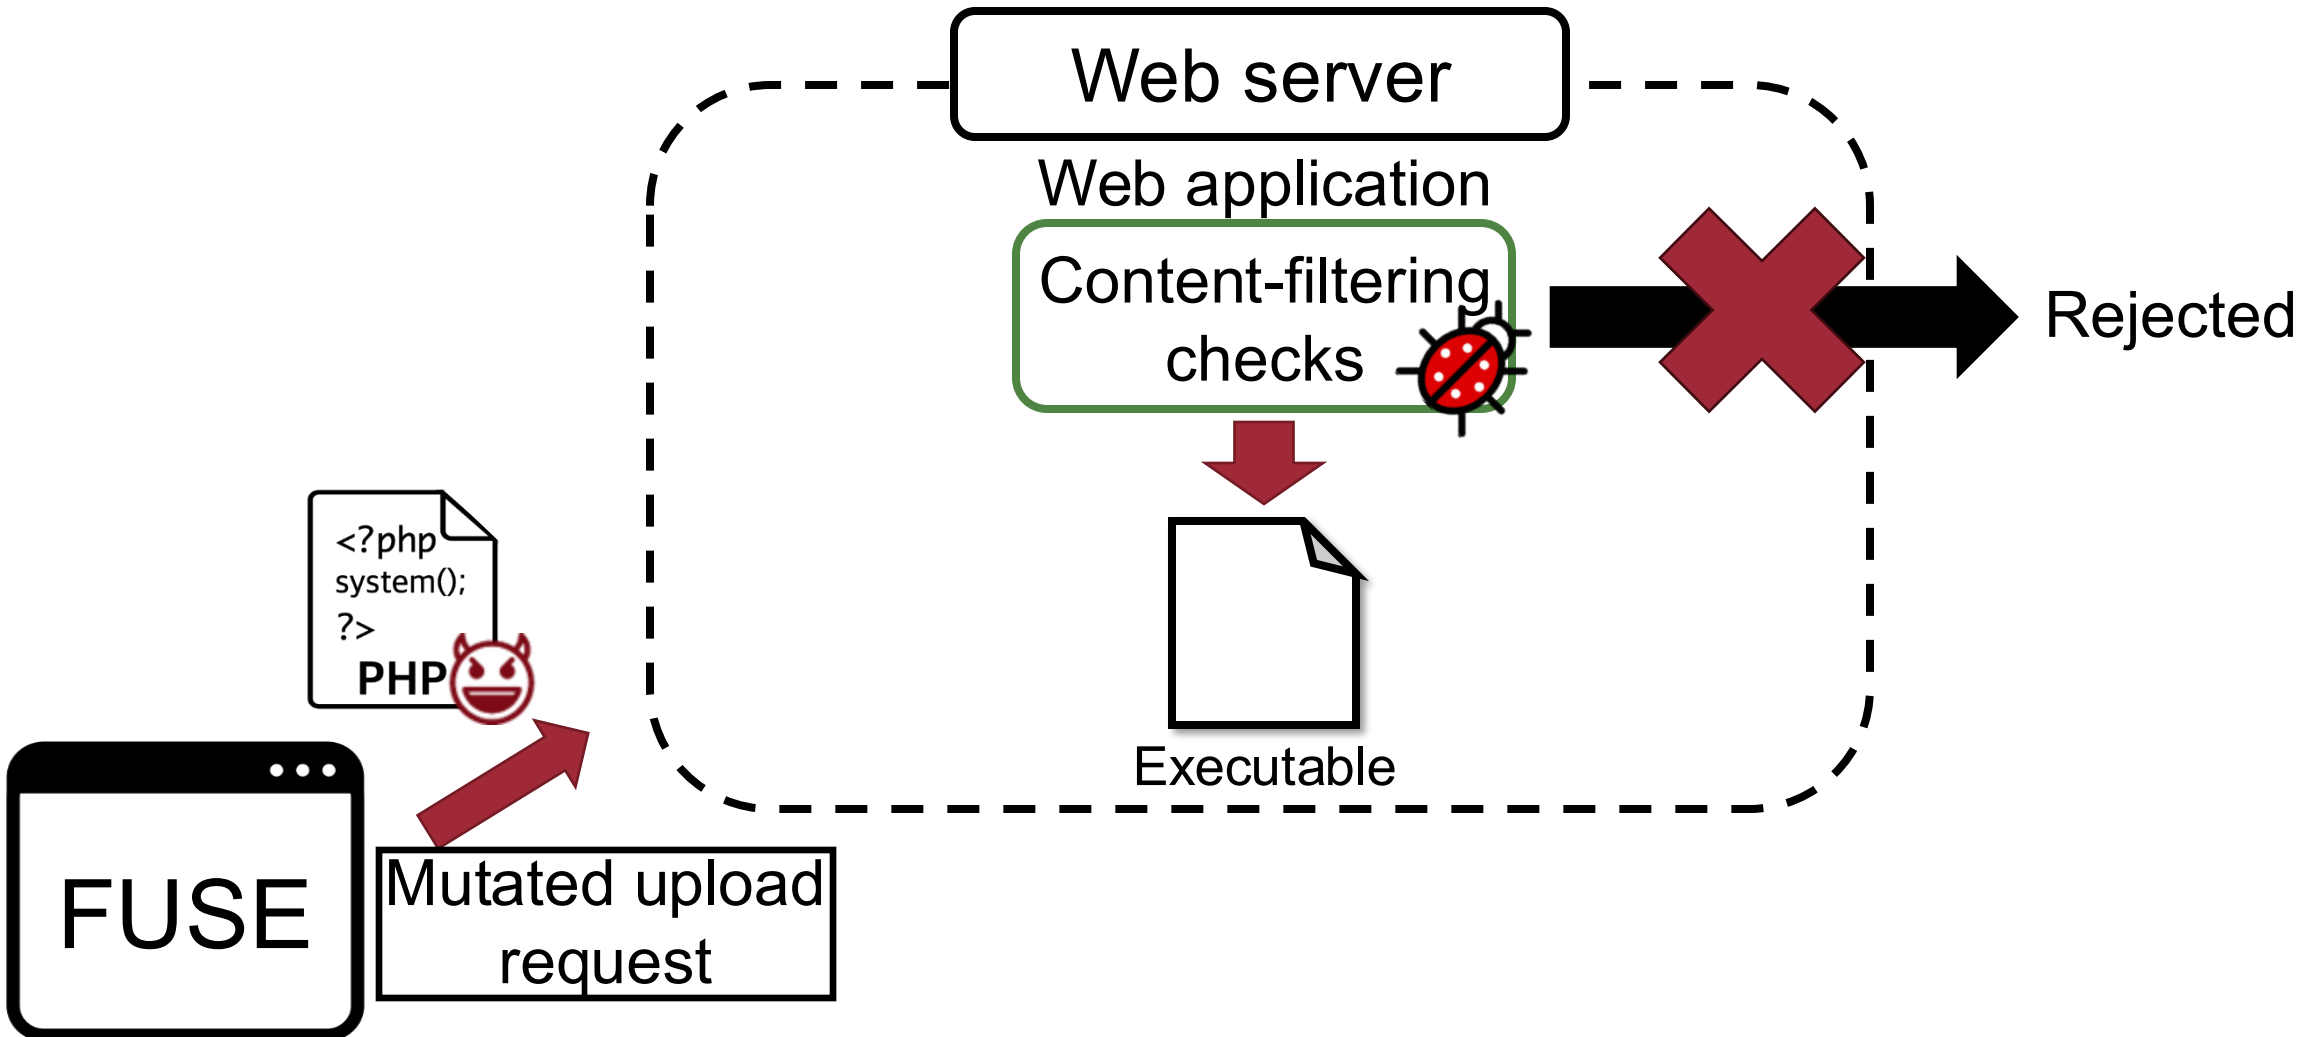 Web server
Web application
Content-filtering
checks
Rejected
<?php
system();
?>
PHP
Executable
FUSE
Mutated upload
request